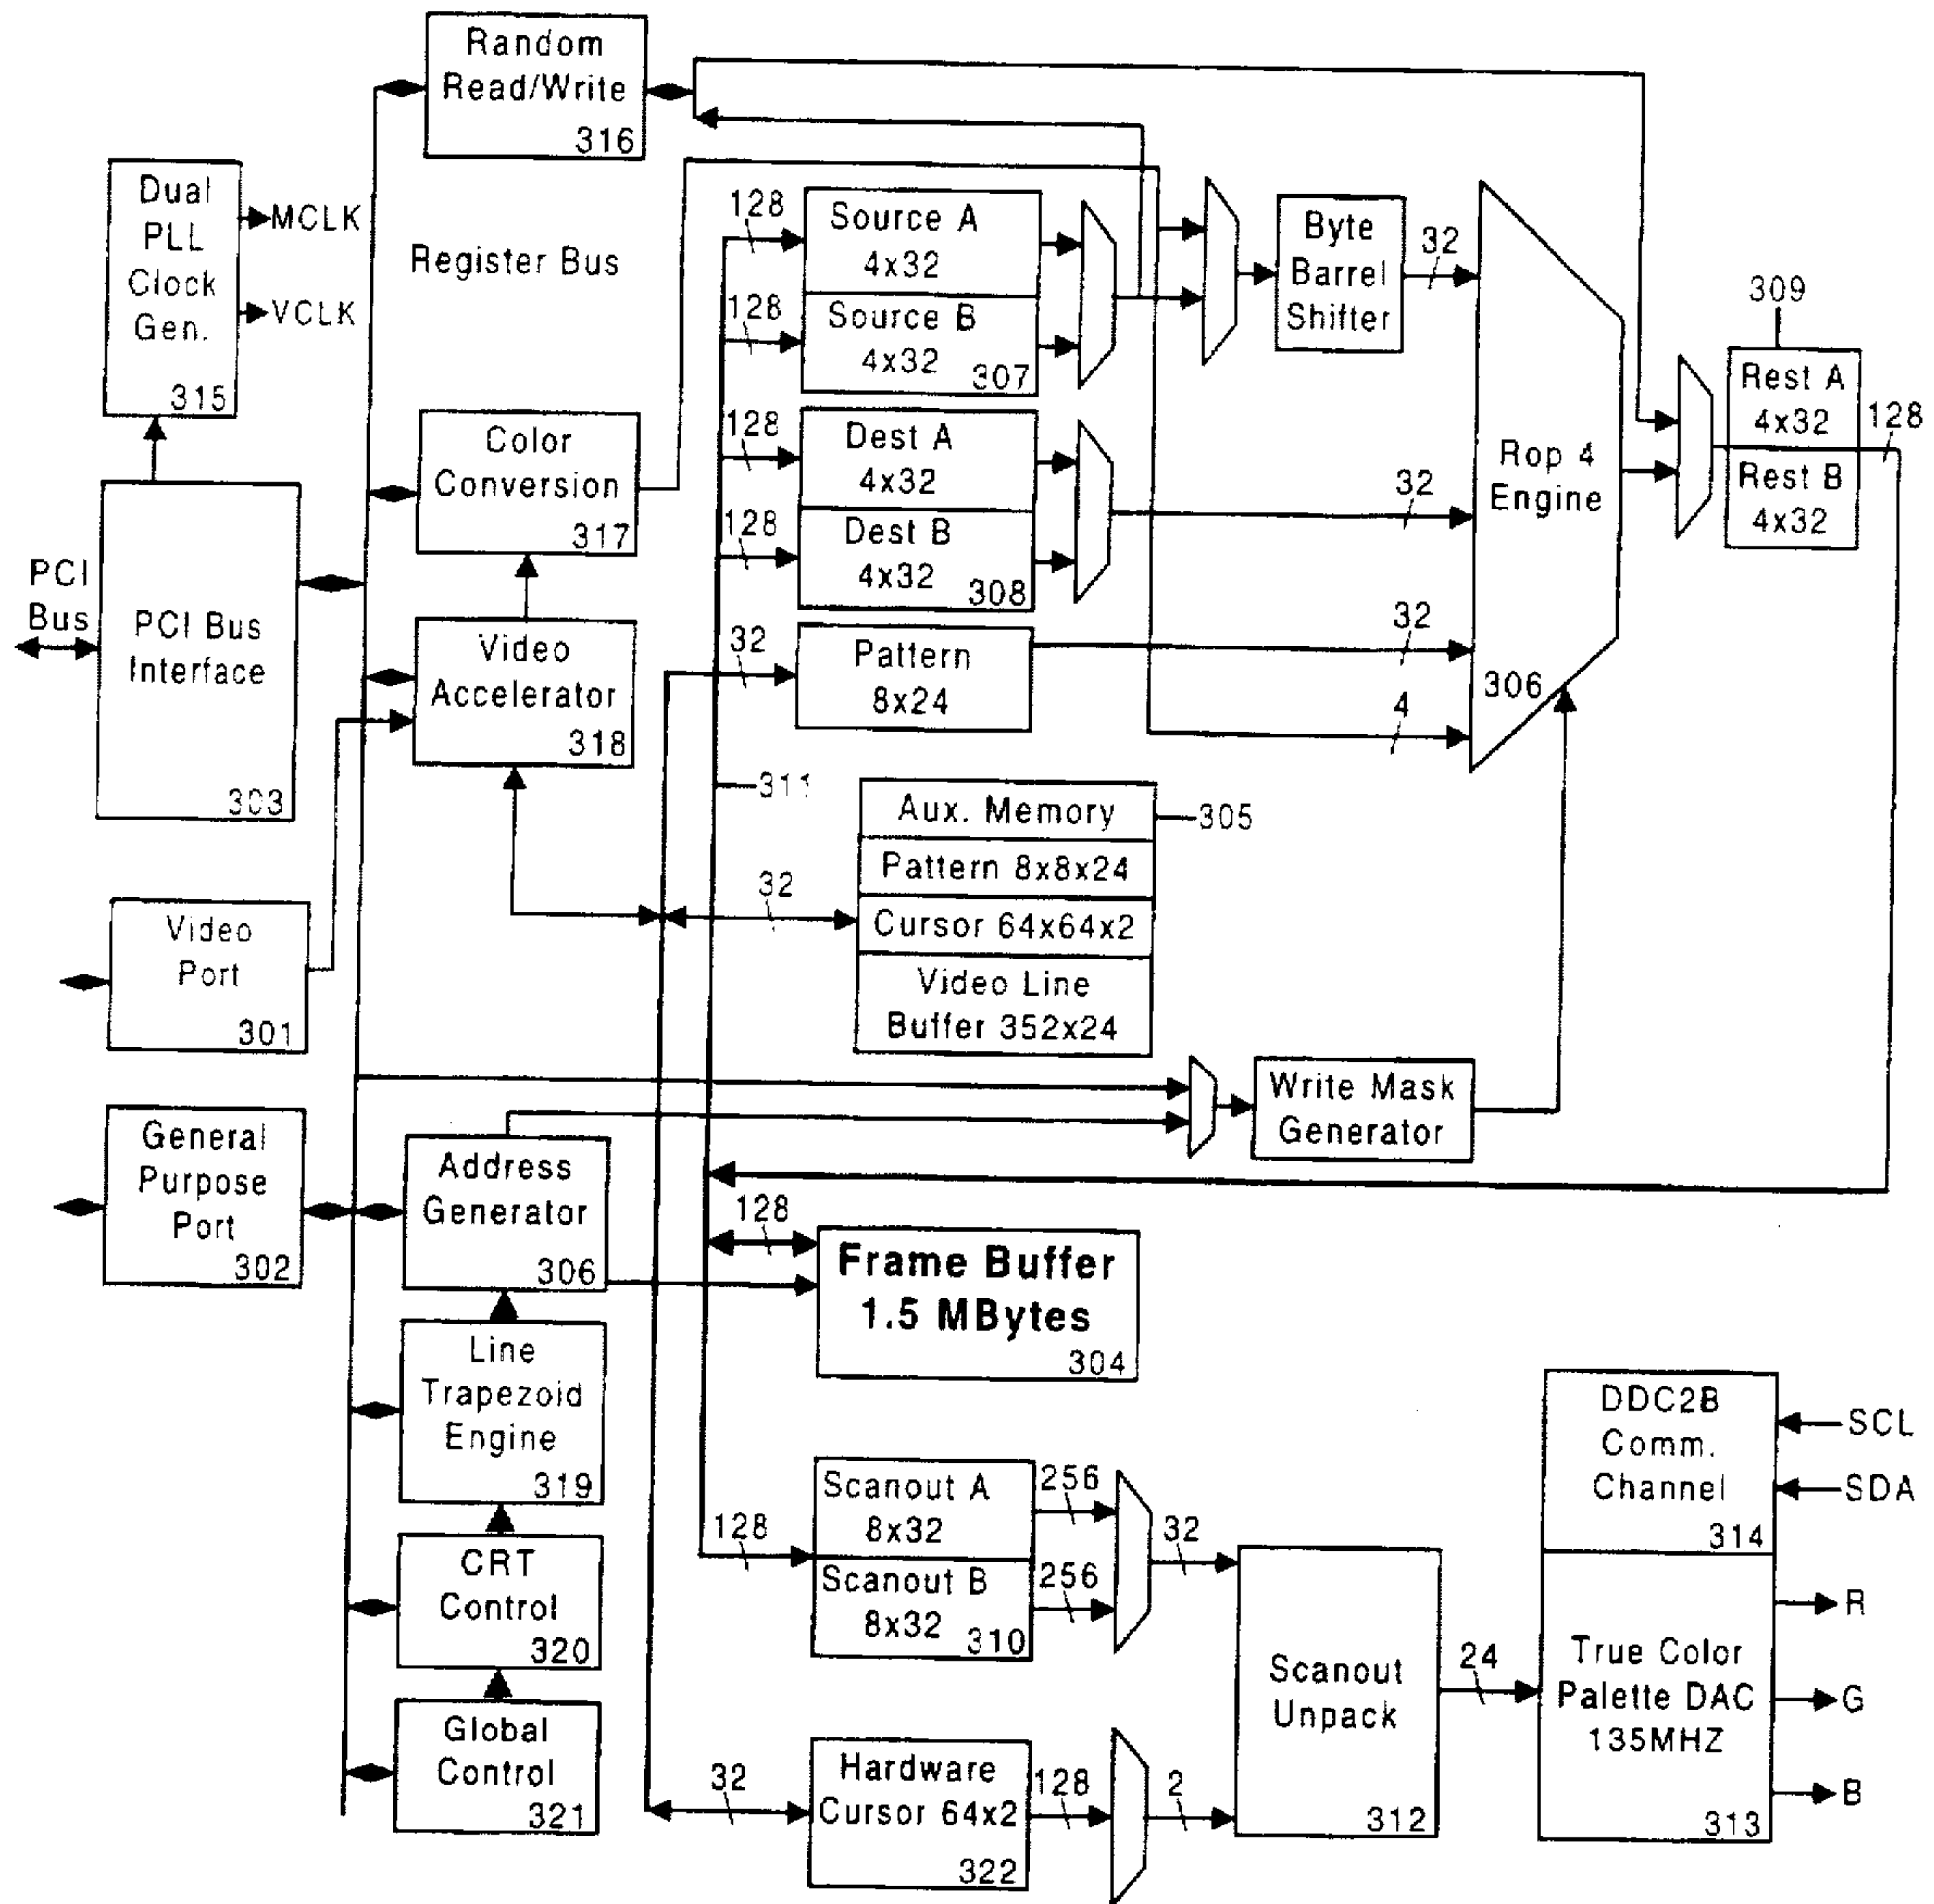 Random
Read/Write
316
Dual
PLL
Clock
Gen.
315
MCLK
VCLK
Register Bus
128
Source A
4x32
128
Source B
4x32
307
Byte
Barrel
Shifter
32
309
Rest A
4x32
Rest B
4x32
128
Color
Conversion
317
128
Dest A
4x32
128
Dest B
4x32
308
32
Rop 4
Engine
306
PCI
Bus
PCI Bus
Interface
303
Video
Accelerator
318
32
Pattern
8x24
32
4
311
Aux. Memory
305
Pattern 8x8x24
32
Cursor 64x64x2
Video Line
Buffer 352x24
Video
Port
301
Write Mask
Generator
General
Purpose
Port
302
Address
Generator
306
128
Frame Buffer
1.5 MBytes
304
Line
Trapezoid
Engine
319
DDC2B
Comm.
Channel
314
SCL
SDA
128
Scanout A
8x32
256
Scanout B
8x32
310
256
32
CRT
Control
320
Scanout
Unpack
312
24
True Color
Palette DAC
135MHZ
313
R
G
B
Global
Control
321
32
Hardware
Cursor 64x2
322
128
2